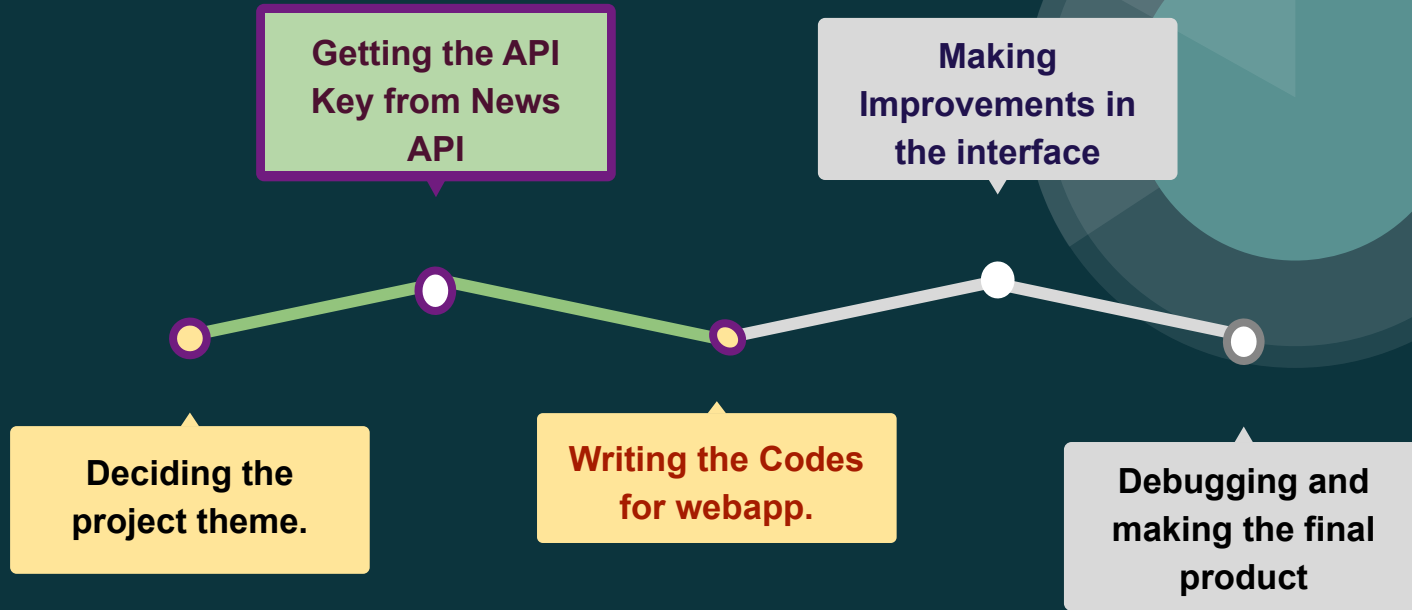 Getting the API
Key from News
API
Making
Improvements in
the interface
Deciding the
project theme.
Writing the Codes
for webapp.
Debugging and
making the final
product